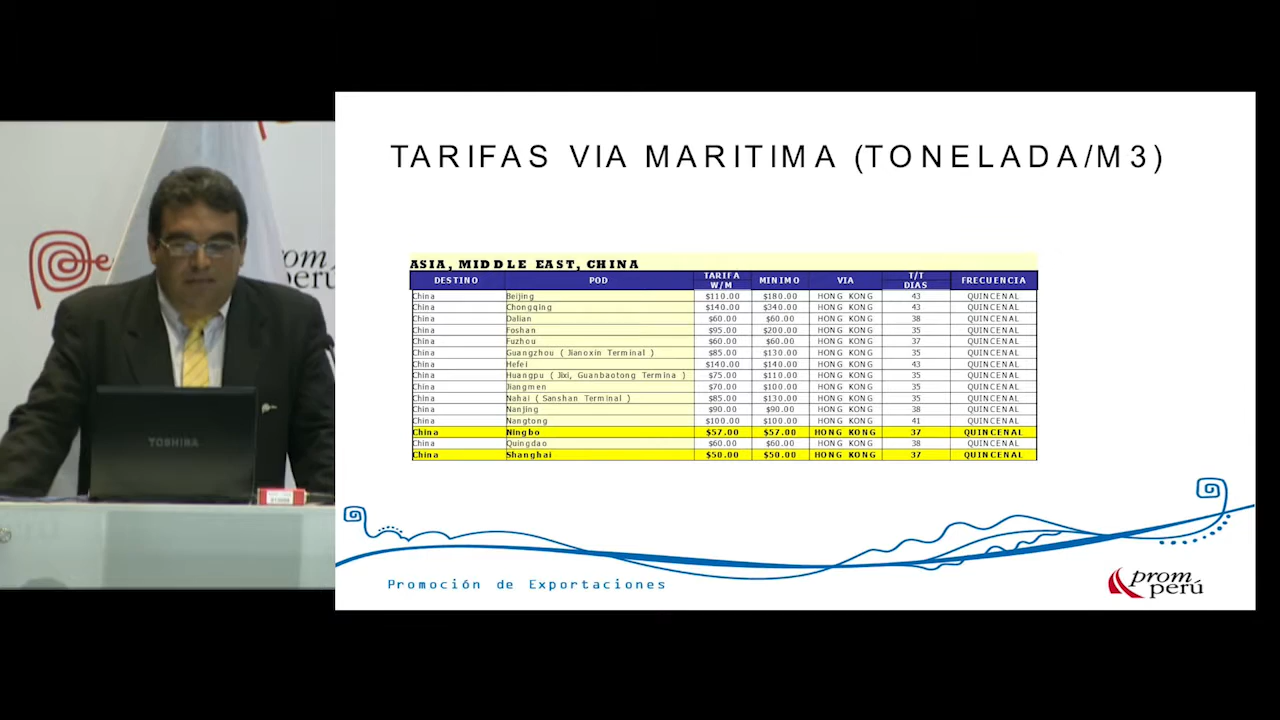 TARIFAS VIA MARITIMA (TONELADA/M3)
ASIA, MIDDLE EAST, CHINA
DESTINO POD TARIFA W/M MINIMO VIA T/T DIAS FRECUENCIA
China Beijing $110.00 $180.00 HONG KONG 43 QUINCENAL
China Chongqing $140.00 $340.00 HONG KONG 43 QUINCENAL
China Dalian $60.00 $60.00 HONG KONG 38 QUINCENAL
China Foshan $95.00 $200.00 HONG KONG 35 QUINCENAL
China Fuzhou $60.00 $60.00 HONG KONG 37 QUINCENAL
China Guangzhou ( Jianoxin Terminal ) $85.00 $130.00 HONG KONG 35 QUINCENAL
China Hefei $140.00 $140.00 HONG KONG 43 QUINCENAL
China Huangpu ( Jixi, Guanbaotong Termina ) $75.00 $110.00 HONG KONG 35 QUINCENAL
China Jiangmen $70.00 $100.00 HONG KONG 35 QUINCENAL
China Nahai ( Sanshan Terminal ) $85.00 $130.00 HONG KONG 35 QUINCENAL
China Nanjing $90.00 $90.00 HONG KONG 38 QUINCENAL
China Nangtong $100.00 $100.00 HONG KONG 41 QUINCENAL
China Ningbo $57.00 $57.00 HONG KONG 37 QUINCENAL
China Quingdao $60.00 $60.00 HONG KONG 38 QUINCENAL
China Shanghai $50.00 $50.00 HONG KONG 37 QUINCENAL
Promoción de Exportaciones
prom
perú
om
perú
TOSHIBA